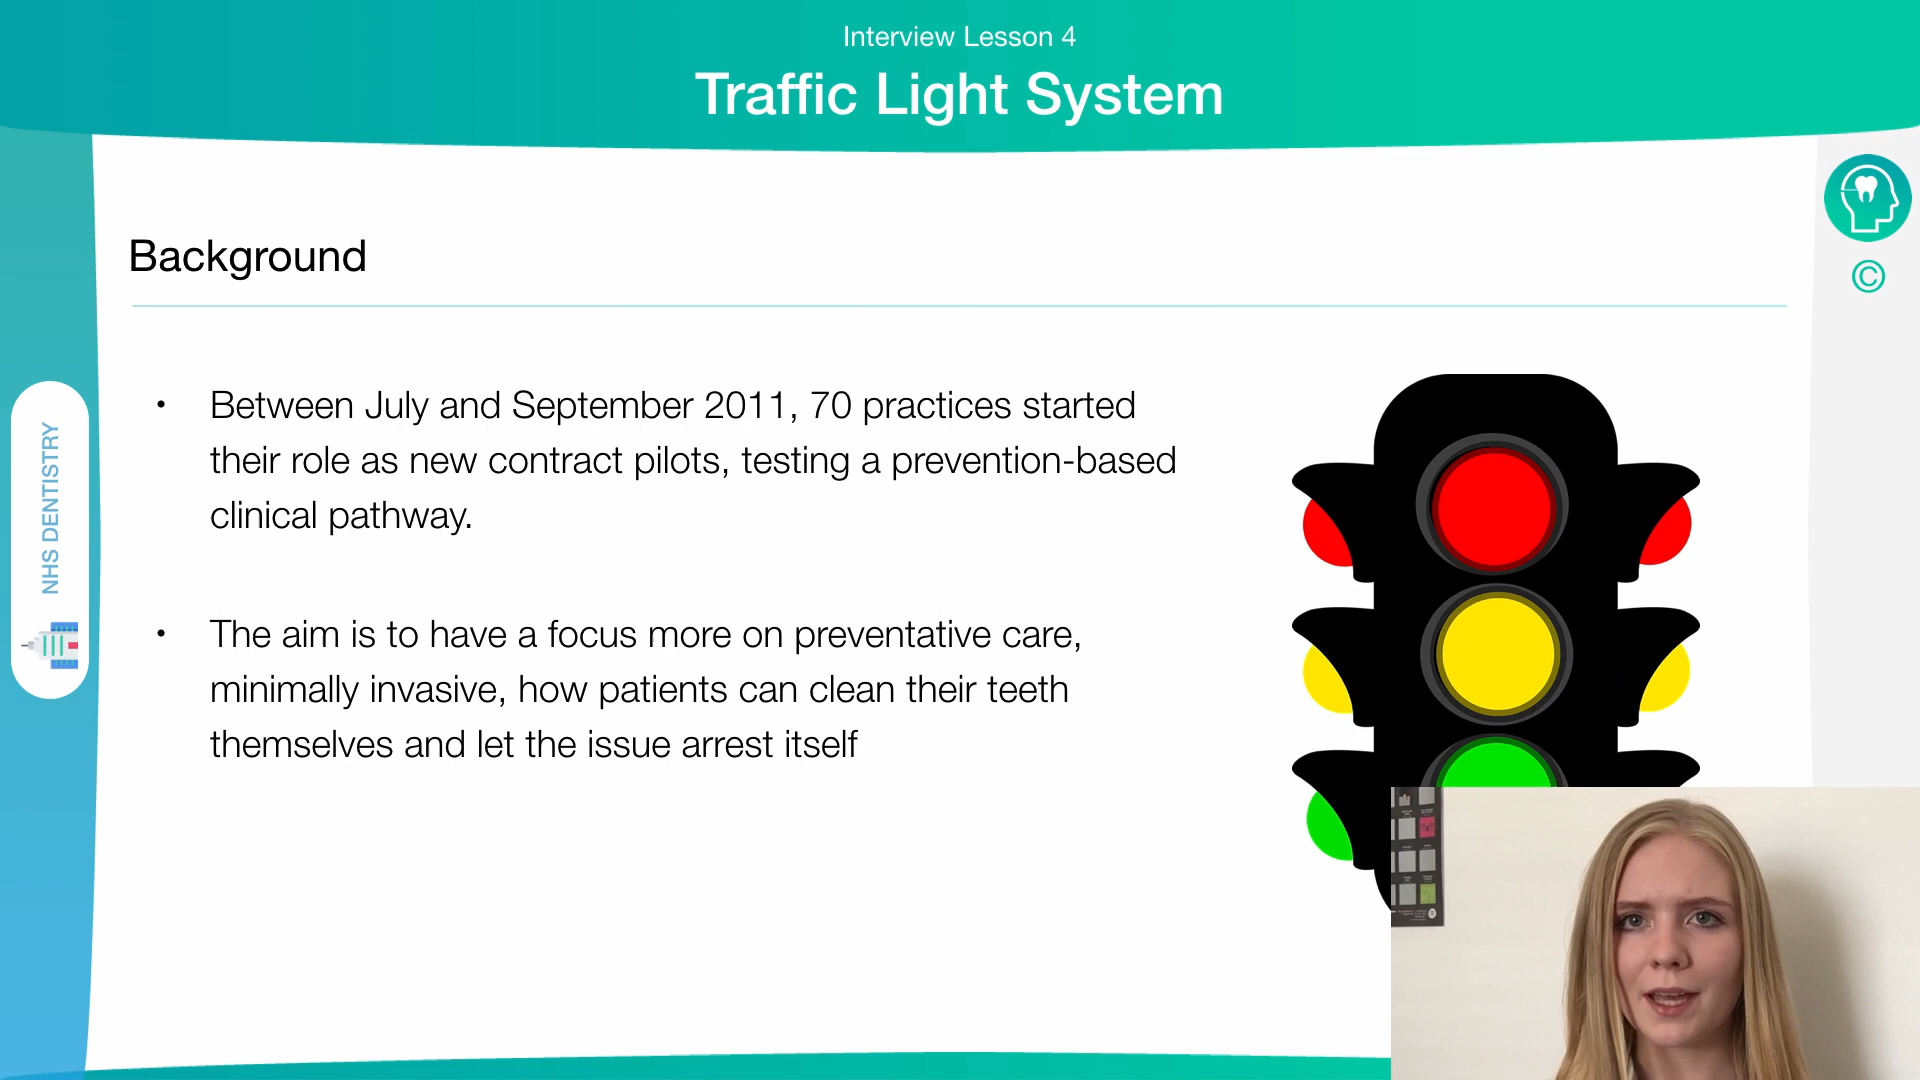 Interview Lesson 4
Traffic Light System
Background
• Between July and September 2011, 70 practices started
their role as new contract pilots, testing a prevention-based
clinical pathway.
• The aim is to have a focus more on preventative care,
minimally invasive, how patients can clean their teeth
themselves and let the issue arrest itself
NHS DENTISTRY
©